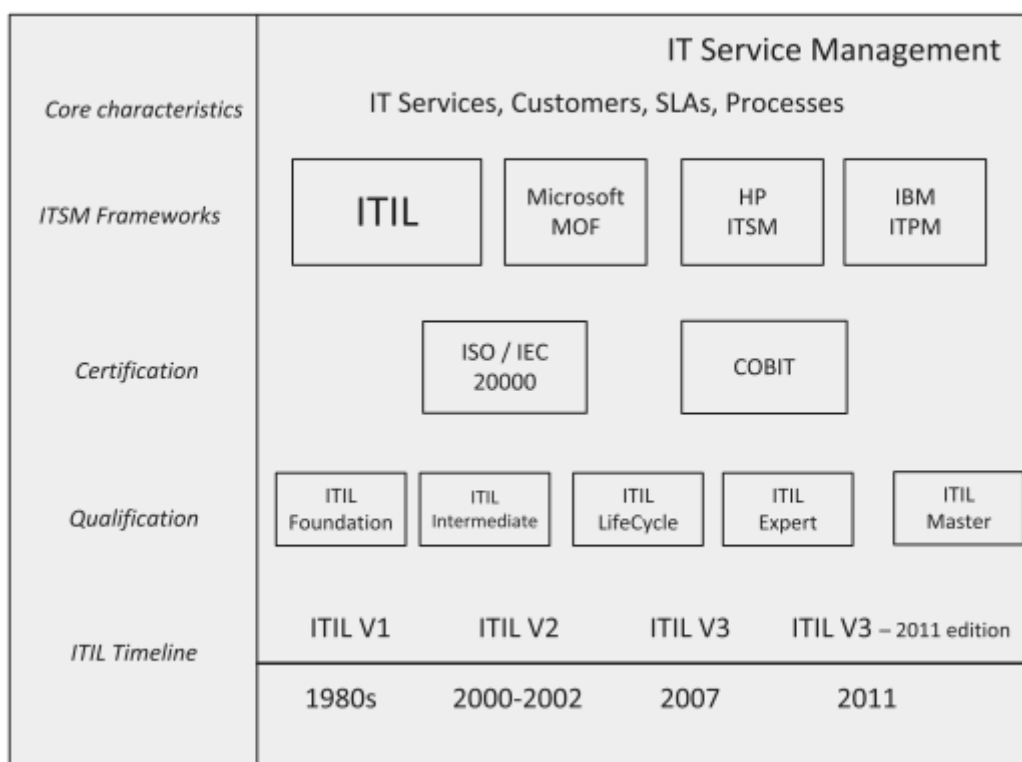 IT Service Management
Core characteristics
IT Services, Customers, SLAs, Processes
ITSM Frameworks
ITIL
Microsoft
MOF
HP
ITSM
IBM
ITPM
Certification
ISO / IEC
20000
COBIT
Qualification
ITIL
Foundation
ITIL
Intermediate
ITIL
LifeCycle
ITIL
Expert
ITIL
Master
ITIL Timeline
ITIL V1
ITIL V2
ITIL V3
ITIL V3 – 2011 edition
1980s
2000-2002
2007
2011